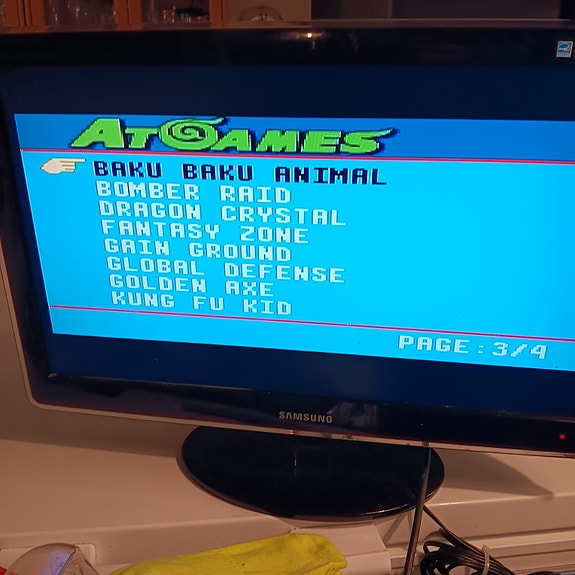 ATGAMES
BAKU BAKU ANIMAL
BOMBER RAID
DRAGON CRYSTAL
FANTASY ZONE
GAIN GROUND
GLOBAL DEFENSE
GOLDEN AXE
KUNG FU KID
PAGE:3/4
SAMSUNG